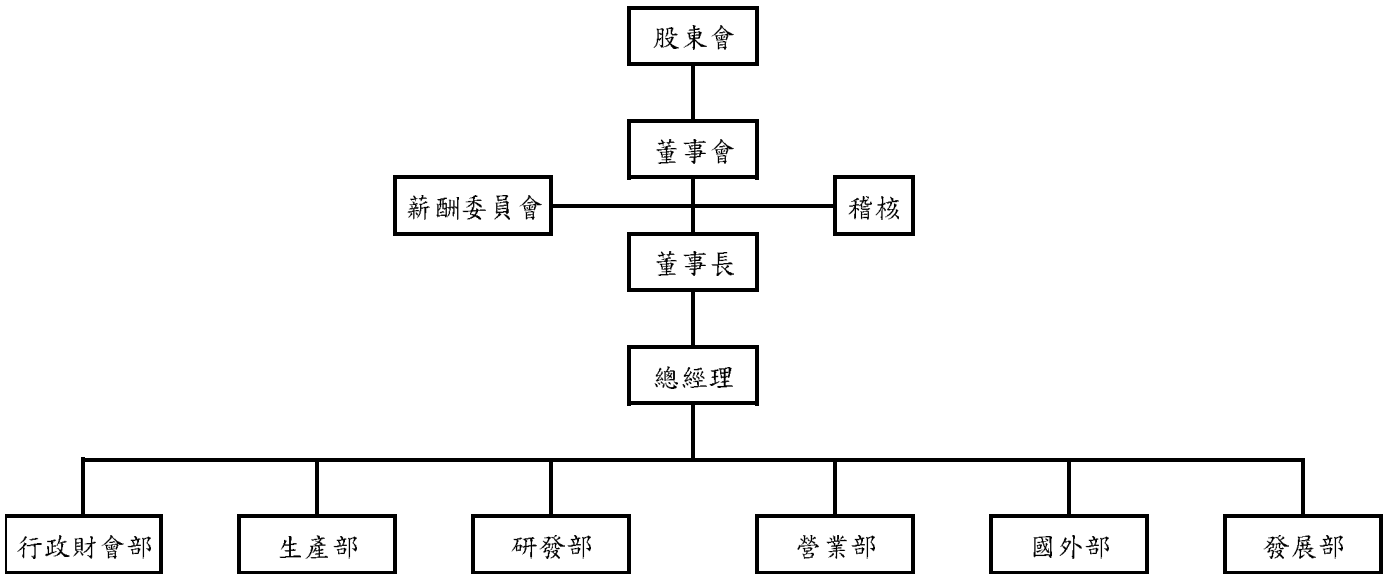 股東會
董事會
薪酬委員會
稽核
董事長
總經理
行政財會部
生產部
研發部
營業部
國外部
發展部